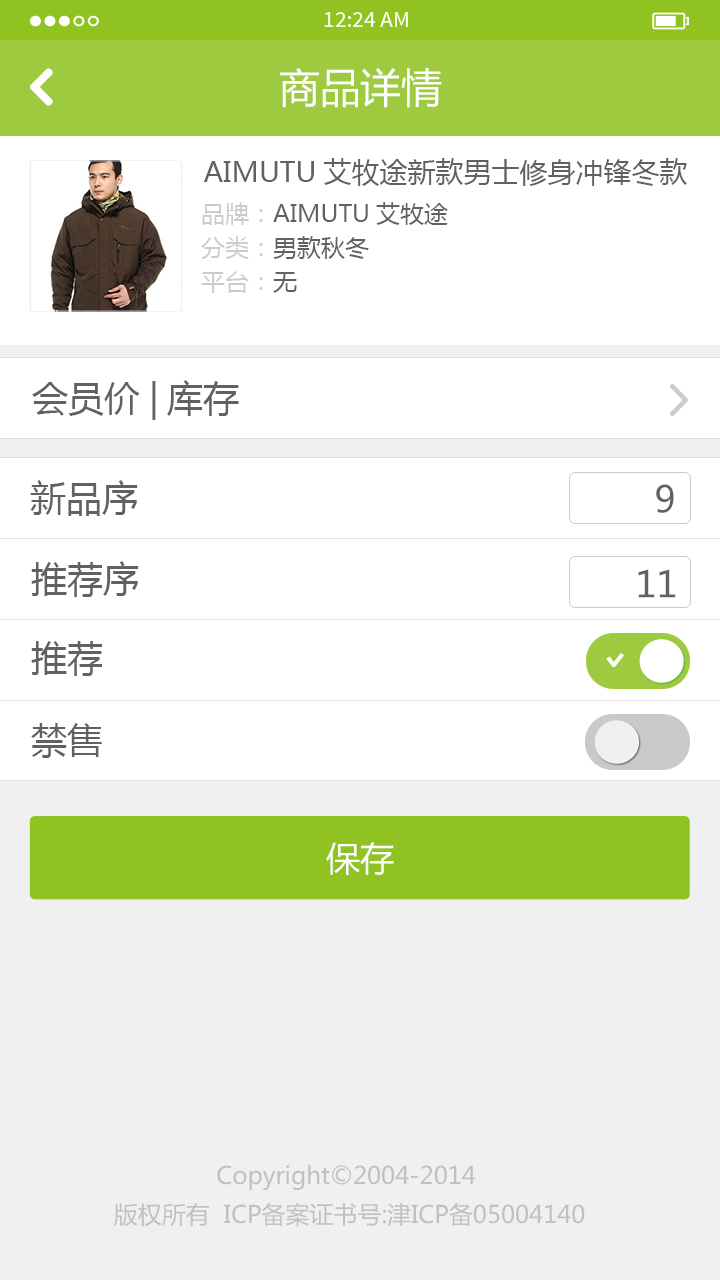 12:24 AM
商品详情
AIMUTU 艾牧途新款男士修身冲锋冬款
品牌：AIMUTU 艾牧途
分类：男款秋冬
平台：无
会员价 | 库存
新品序 9
推荐序 11
推荐
禁售
保存
Copyright©2004-2014
版权所有 ICP备案证书号:津ICP备05004140